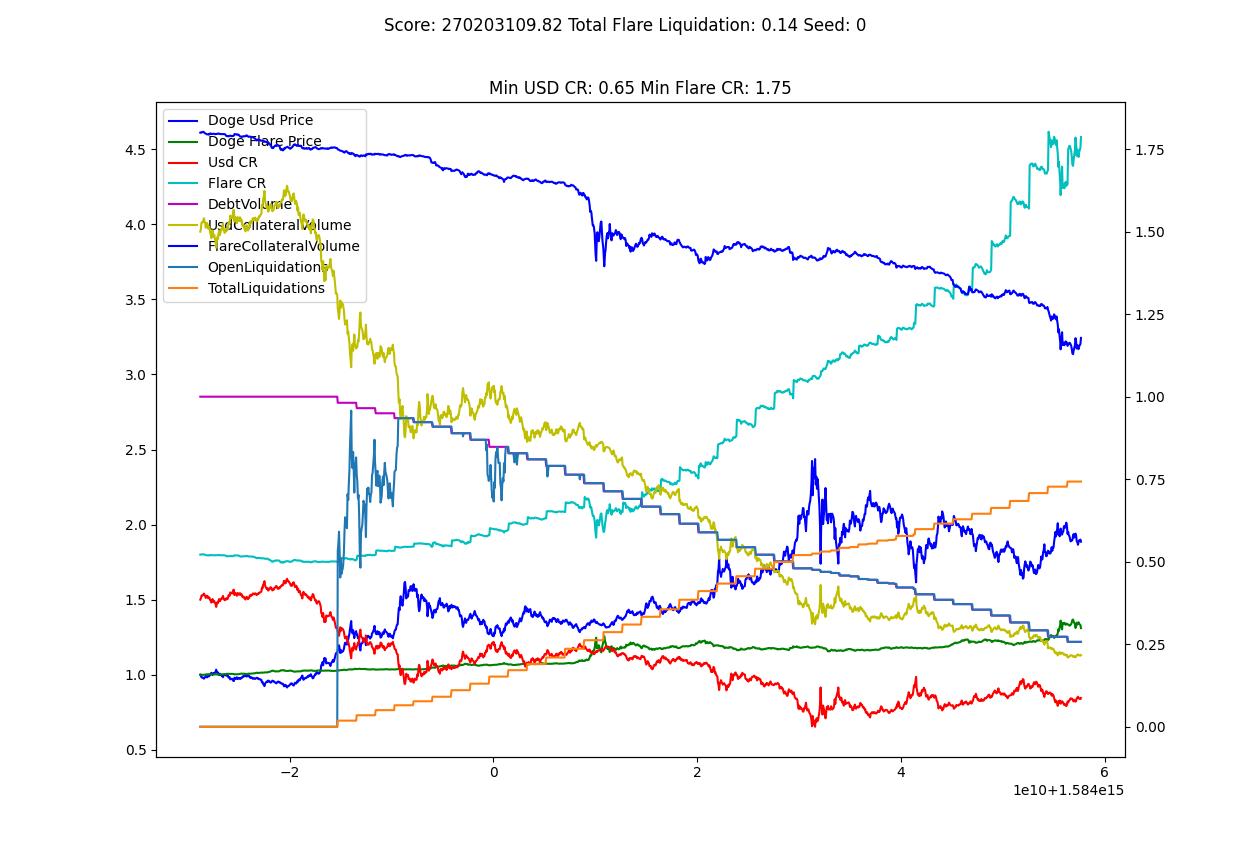 Score: 270203109.82 Total Flare Liquidation: 0.14 Seed: 0
Min USD CR: 0.65 Min Flare CR: 1.75
Doge Usd Price
Doge Flare Price
Usd CR
Flare CR
DebtVolume
UsdCollateralVolume
FlareCollateralVolume
OpenLiquidations
TotalLiquidations
4.5
4.0
3.5
3.0
2.5
2.0
1.5
1.0
0.5
1.75
1.50
1.25
1.00
0.75
0.50
0.25
0.00
−2 0 2 4 6
1e10+1.584e15